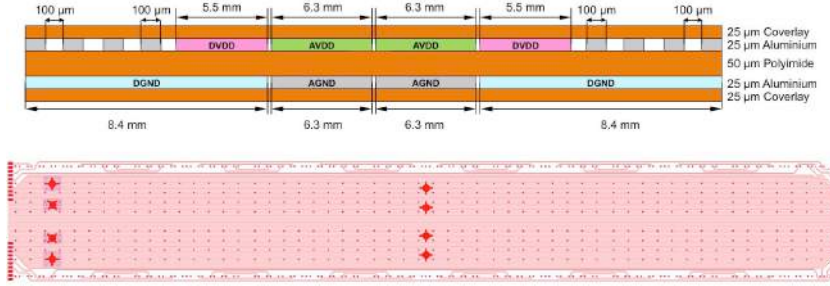 5.5 mm 6.3 mm 6.3 mm 5.5 mm
100 µm 100 µm 100 µm 100 µm
25 µm Coverlay
DVDD AVDD AVDD DVDD 25 µm Aluminium
50 µm Polyimide
DGND AGND AGND DGND 25 µm Aluminium
25 µm Coverlay
8.4 mm 6.3 mm 6.3 mm 8.4 mm